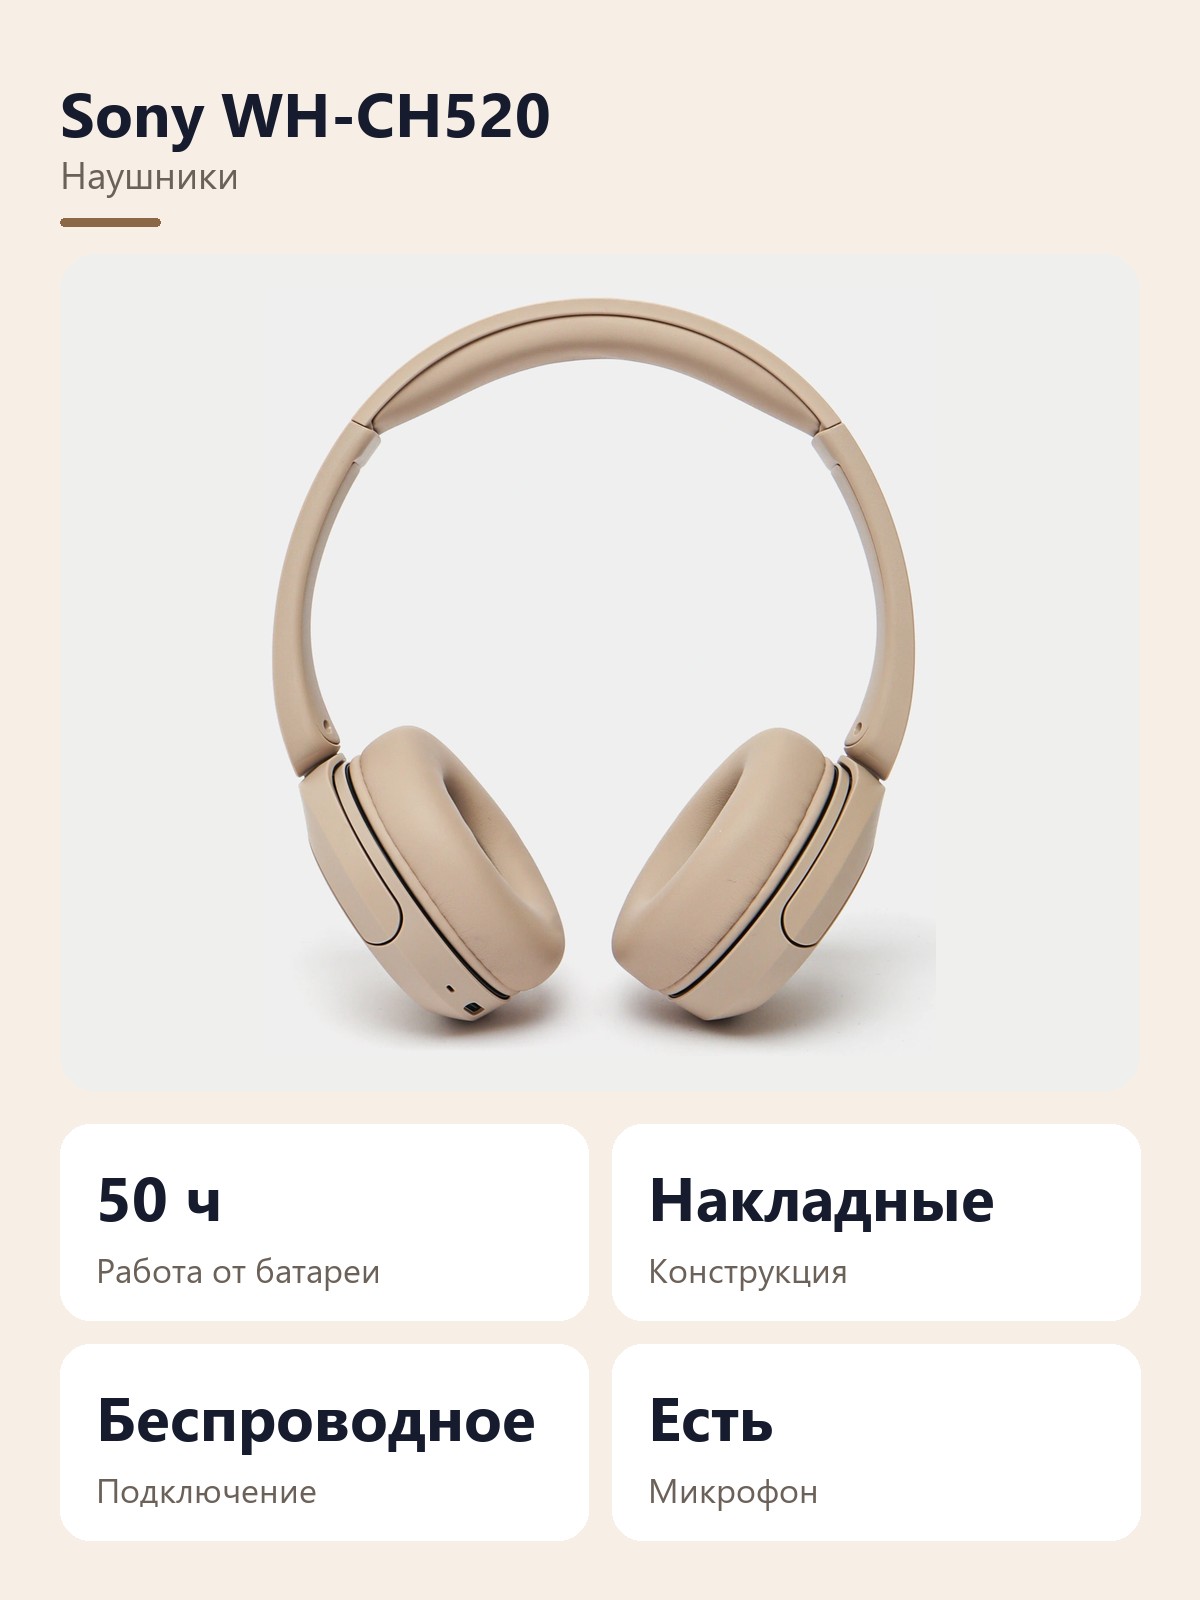 Sony WH-CH520
Наушники
50 ч
Работа от батареи
Накладные
Конструкция
Беспроводное
Подключение
Есть
Микрофон